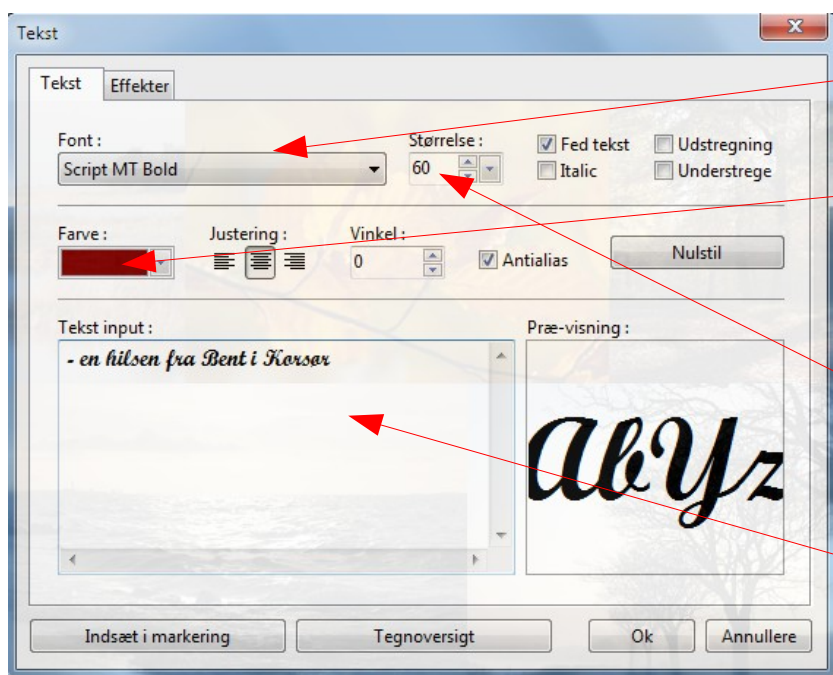 Tekst
Tekst Effekter
Font : Størrelse : Fed tekst Udstregning
Script MT Bold 60 Italic Understrege
Farve : Justering : Vinkel :
0 Antialias Nulstil
Tekst input : Præ-visning :
- en hilsen fra Bent i Korsør
AbYz
Indsæt i markering Tegnoversigt Ok Annullere